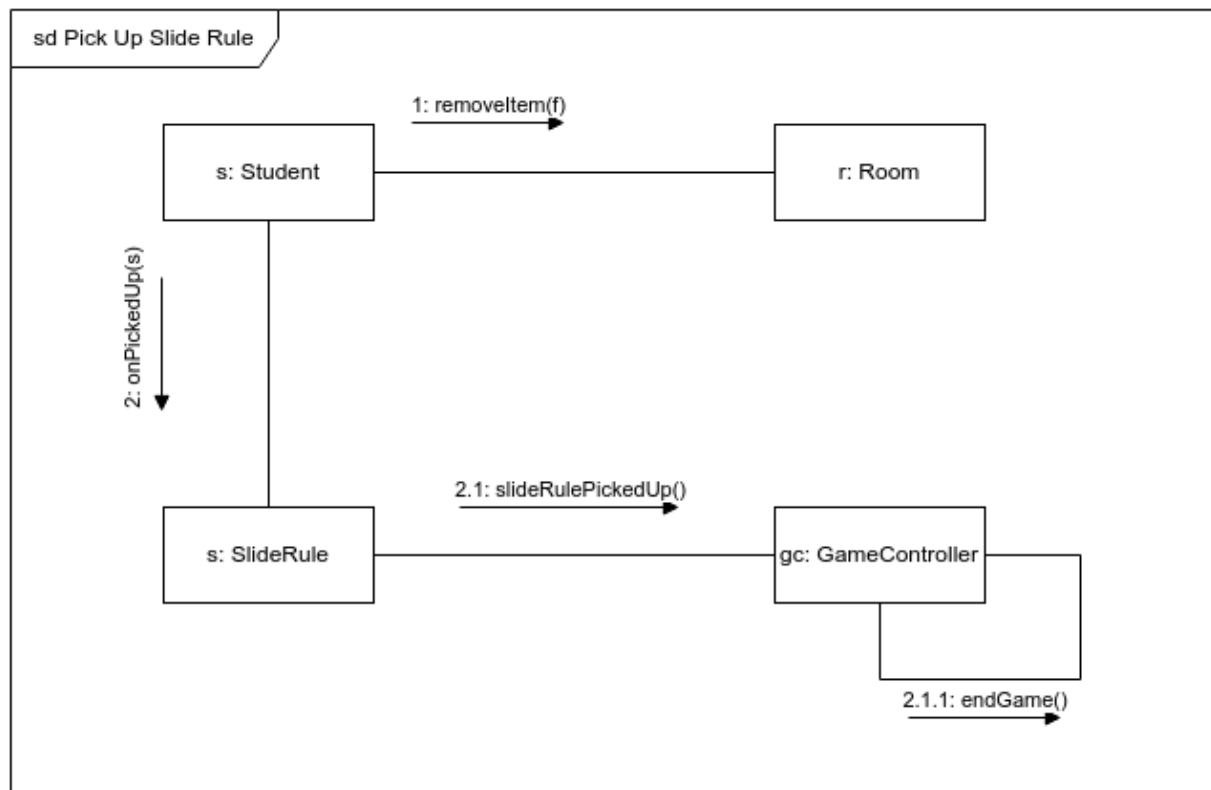 sd Pick Up Slide Rule
1: removeItem(f)
s: Student
r: Room
2: onPickedUp(s)
2.1: slideRulePickedUp()
s: SlideRule
gc: GameController
2.1.1: endGame()